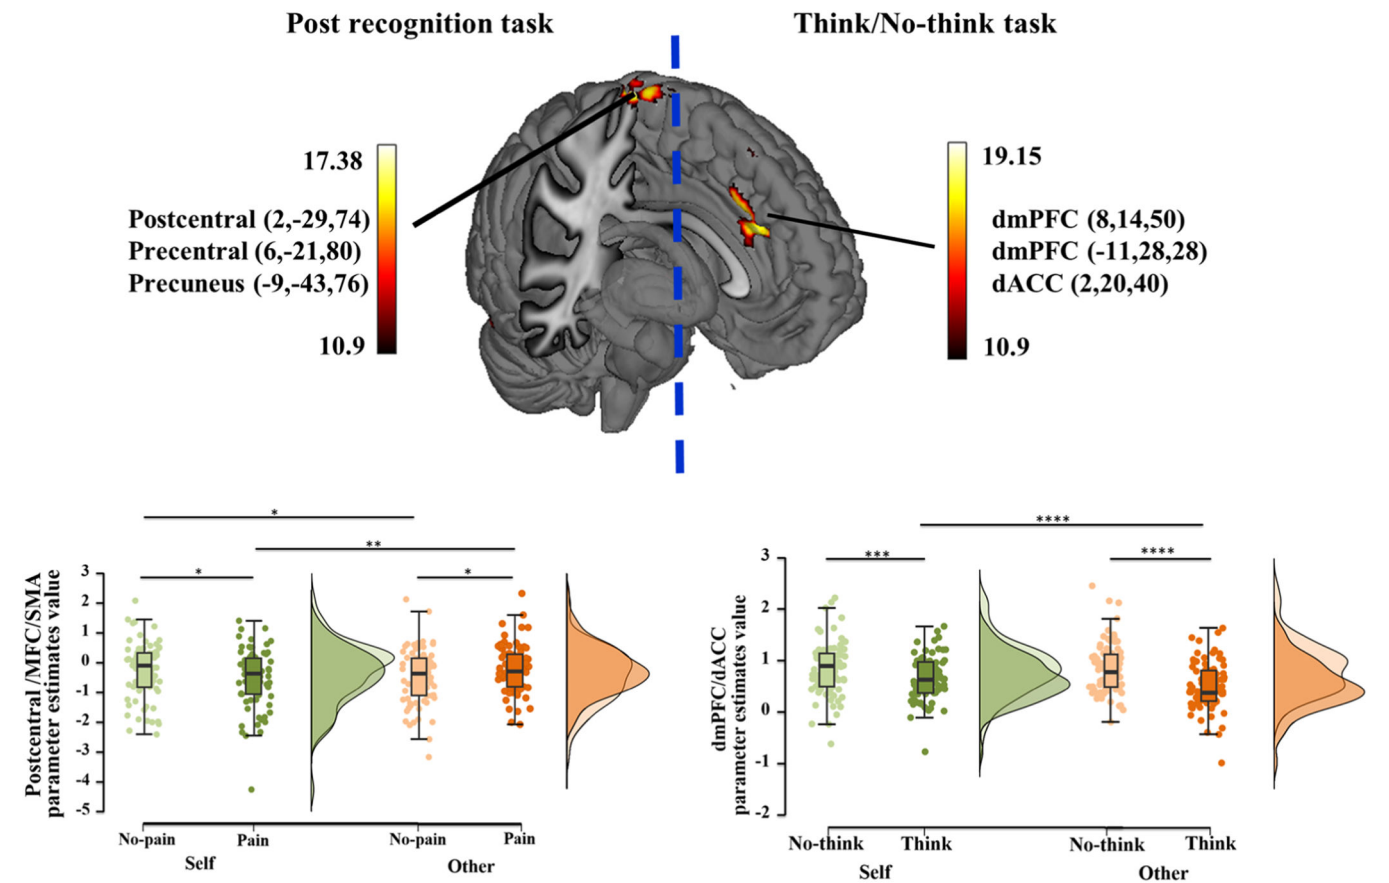 Post recognition task
Think/No-think task
17.38
Postcentral (2,-29,74)
Precentral (6,-21,80)
Precuneus (-9,-43,76)
10.9
19.15
dmPFC (8,14,50)
dmPFC (-11,28,28)
dACC (2,20,40)
10.9
Postcentral /MFC/SMA
parameter estimates value
3
2
1
0
-1
-2
-3
-4
-5
*
**
*
*
No-pain
Pain
No-pain
Pain
Self
Other
dmPFC/dACC
parameter estimates value
3
2
1
0
-1
-2
****
***
****
No-think
Think
No-think
Think
Self
Other